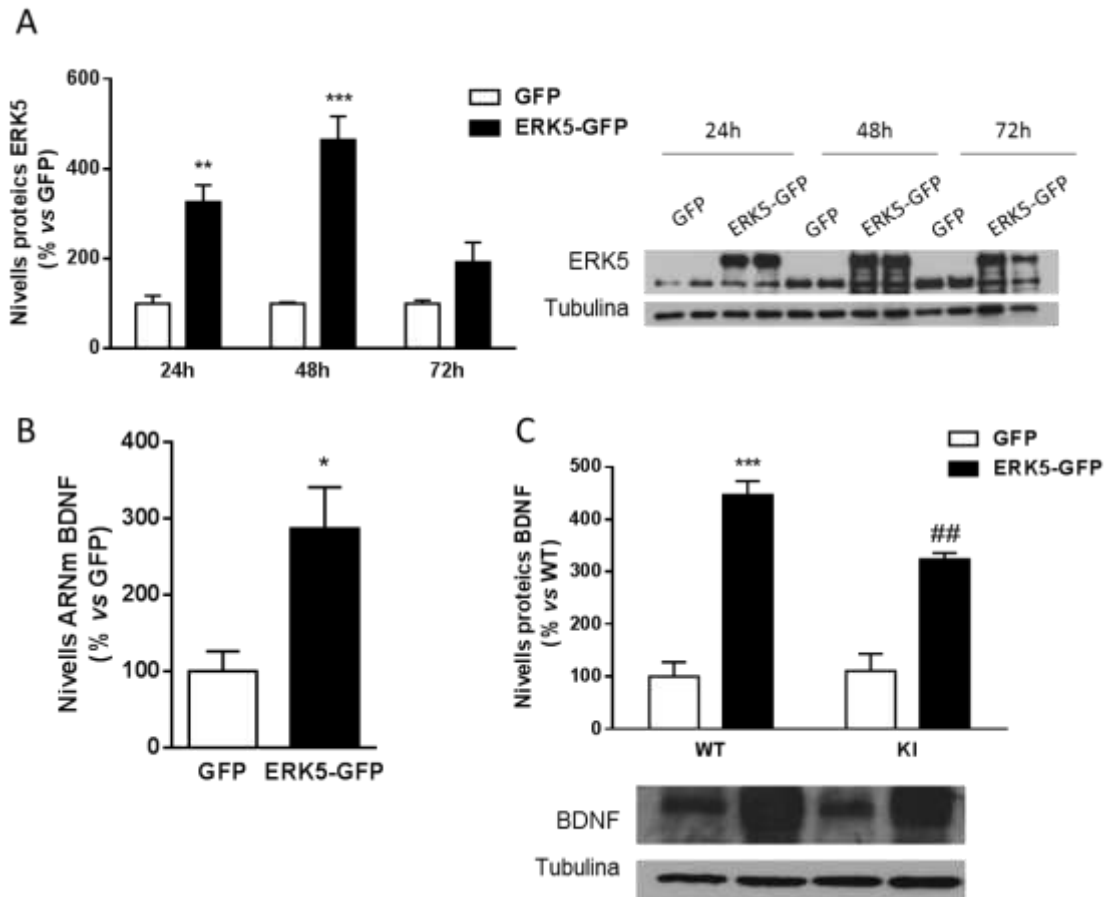 A
Nivells proteics ERK5
(% vs GFP)
600
400
200
0
**
***
24h
48h
72h
GFP
ERK5-GFP
24h 48h 72h
GFP ERK5-GFP GFP ERK5-GFP GFP ERK5-GFP
ERK5
Tubulina
B
Nivells ARNm BDNF
(% vs GFP)
400
300
200
100
0
*
GFP ERK5-GFP
C
GFP
ERK5-GFP
Nivells proteics BDNF
(% vs WT)
500
400
300
200
100
0
***
##
WT KI
BDNF
Tubulina